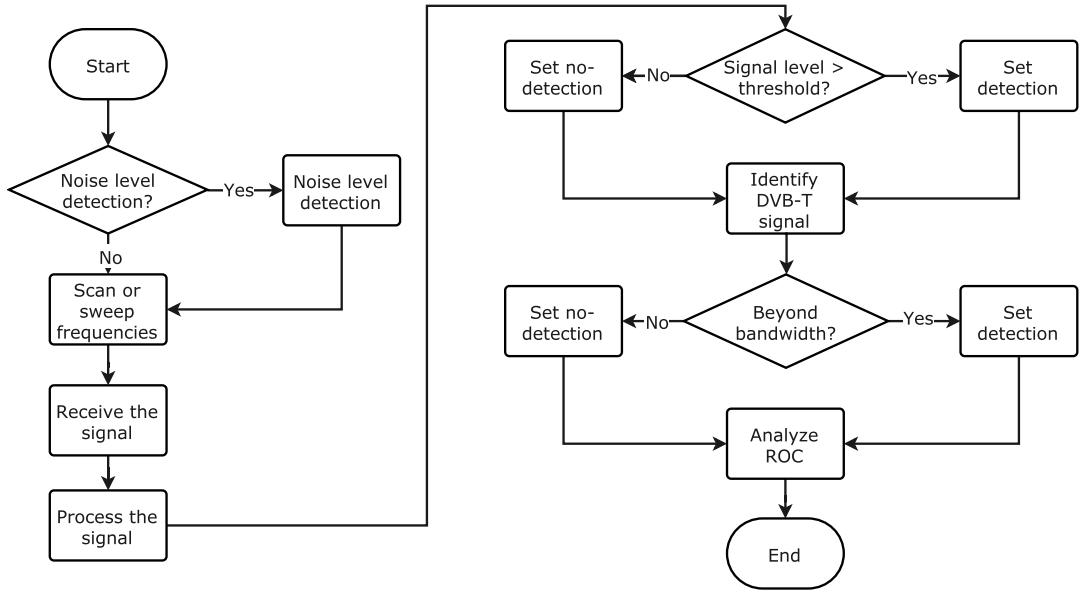 Start
Noise level
detection?
Yes
Noise level
detection
No
Scan or
sweep
frequencies
Receive the
signal
Process the
signal
Signal level >
threshold?
No
Set no-
detection
Yes
Set
detection
Identify
DVB-T
signal
Beyond
bandwidth?
No
Set no-
detection
Yes
Set
detection
Analyze
ROC
End